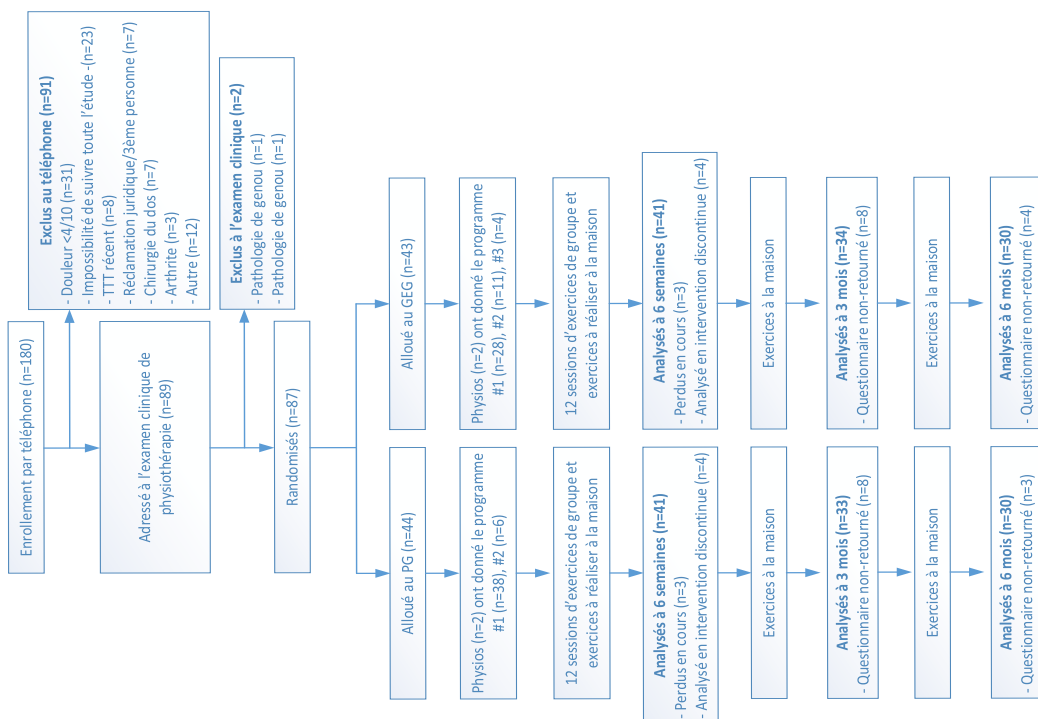 Enrollement par téléphone (n=180)
Exclus au téléphone (n=91)
- Douleur <4/10 (n=31)
- Impossibilité de suivre toute l'étude -(n=23)
- TTT récent (n=8)
- Réclamation juridique/3ème personne (n=7)
- Chirurgie du dos (n=7)
- Arthrite (n=3)
- Autre (n=12)
Adressé à l'examen clinique de
physiothérapie (n=89)
Exclus à l'examen clinique (n=2)
- Pathologie de genou (n=1)
- Pathologie de genou (n=1)
Randomisés (n=87)
Alloué au PG (n=44)
Physios (n=2) ont donné le programme
#1 (n=38), #2 (n=6)
12 sessions d'exercices de groupe et
exercices à réaliser à la maison
Analysés à 6 semaines (n=41)
- Perdus en cours (n=3)
- Analysé en intervention discontinue (n=4)
Exercices à la maison
Analysés à 3 mois (n=33)
- Questionnaire non-retourné (n=8)
Exercices à la maison
Analysés à 6 mois (n=30)
- Questionnaire non-retourné (n=3)
Alloué au GEG (n=43)
Physios (n=2) ont donné le programme
#1 (n=28), #2 (n=11), #3 (n=4)
12 sessions d'exercices de groupe et
exercices à réaliser à la maison
Analysés à 6 semaines (n=41)
- Perdus en cours (n=3)
- Analysé en intervention discontinue (n=4)
Exercices à la maison
Analysés à 3 mois (n=34)
- Questionnaire non-retourné (n=8)
Exercices à la maison
Analysés à 6 mois (n=30)
- Questionnaire non-retourné (n=4)